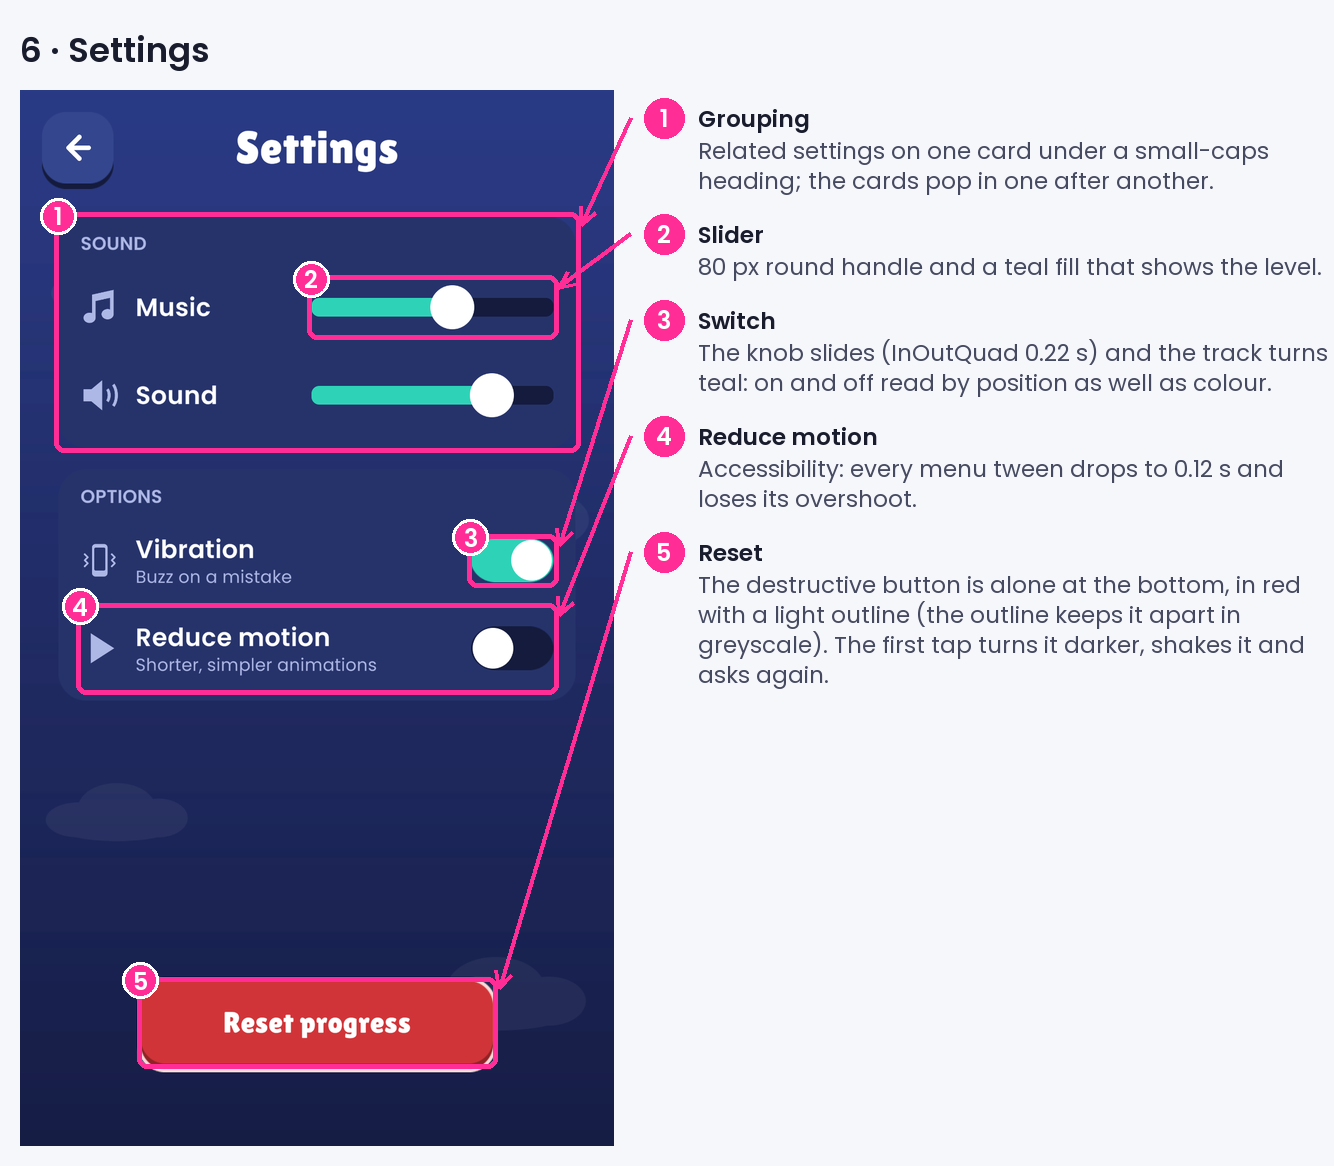 6 · Settings
Settings
1
SOUND
2
Music
Sound
OPTIONS
3
Vibration
Buzz on a mistake
4
Reduce motion
Shorter, simpler animations
5
Reset progress
1 Grouping
Related settings on one card under a small-caps
heading; the cards pop in one after another.
2 Slider
80 px round handle and a teal fill that shows the level.
3 Switch
The knob slides (InOutQuad 0.22 s) and the track turns
teal: on and off read by position as well as colour.
4 Reduce motion
Accessibility: every menu tween drops to 0.12 s and
loses its overshoot.
5 Reset
The destructive button is alone at the bottom, in red
with a light outline (the outline keeps it apart in
greyscale). The first tap turns it darker, shakes it and
asks again.